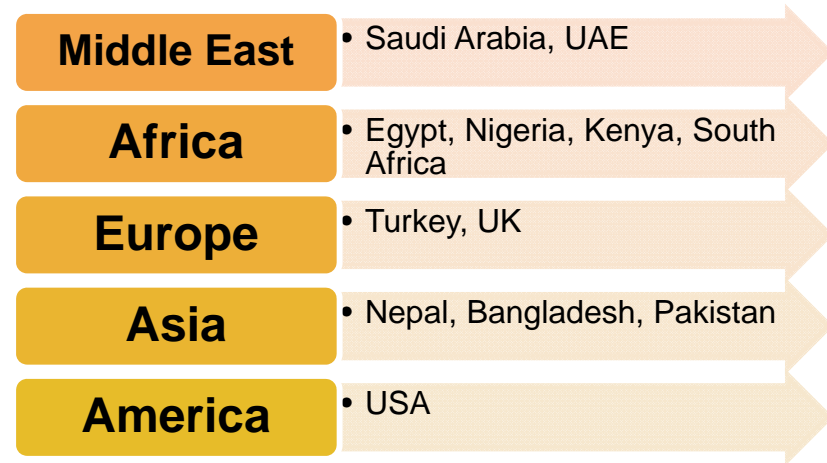 Middle East
• Saudi Arabia, UAE
Africa
• Egypt, Nigeria, Kenya, South
Africa
Europe
• Turkey, UK
Asia
• Nepal, Bangladesh, Pakistan
America
• USA